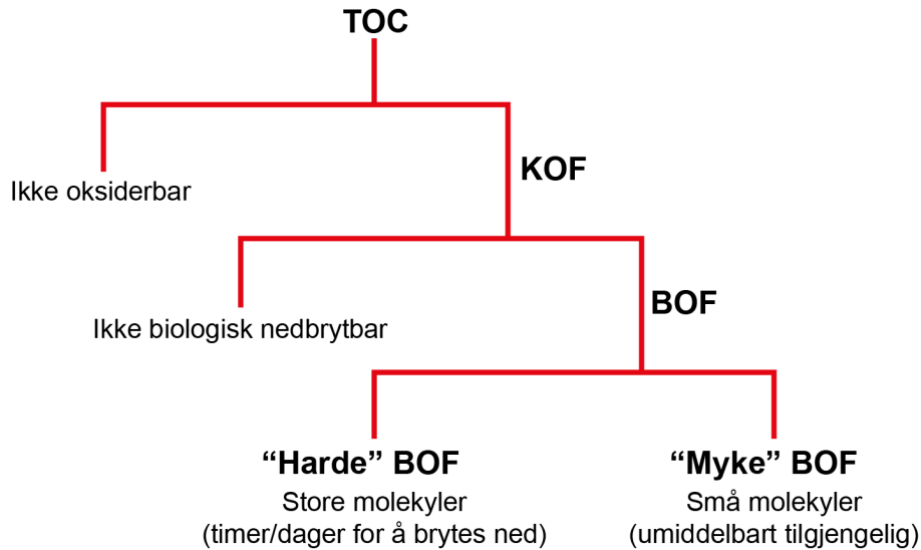 TOC
KOF
Ikke oksiderbar
BOF
Ikke biologisk nedbrytbar
“Harde” BOF
Store molekyler
(timer/dager for å brytes ned)
“Myke” BOF
Små molekyler
(umiddelbart tilgjengelig)